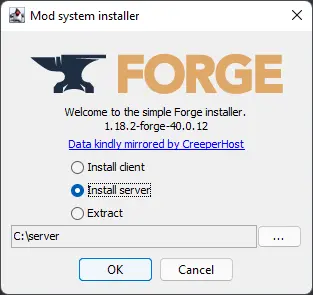 Mod system installer
FORGE
Welcome to the simple Forge installer.
1.18.2-forge-40.0.12
Data kindly mirrored by CreeperHost
Install client
Install server
Extract
C:\server
...
OK
Cancel